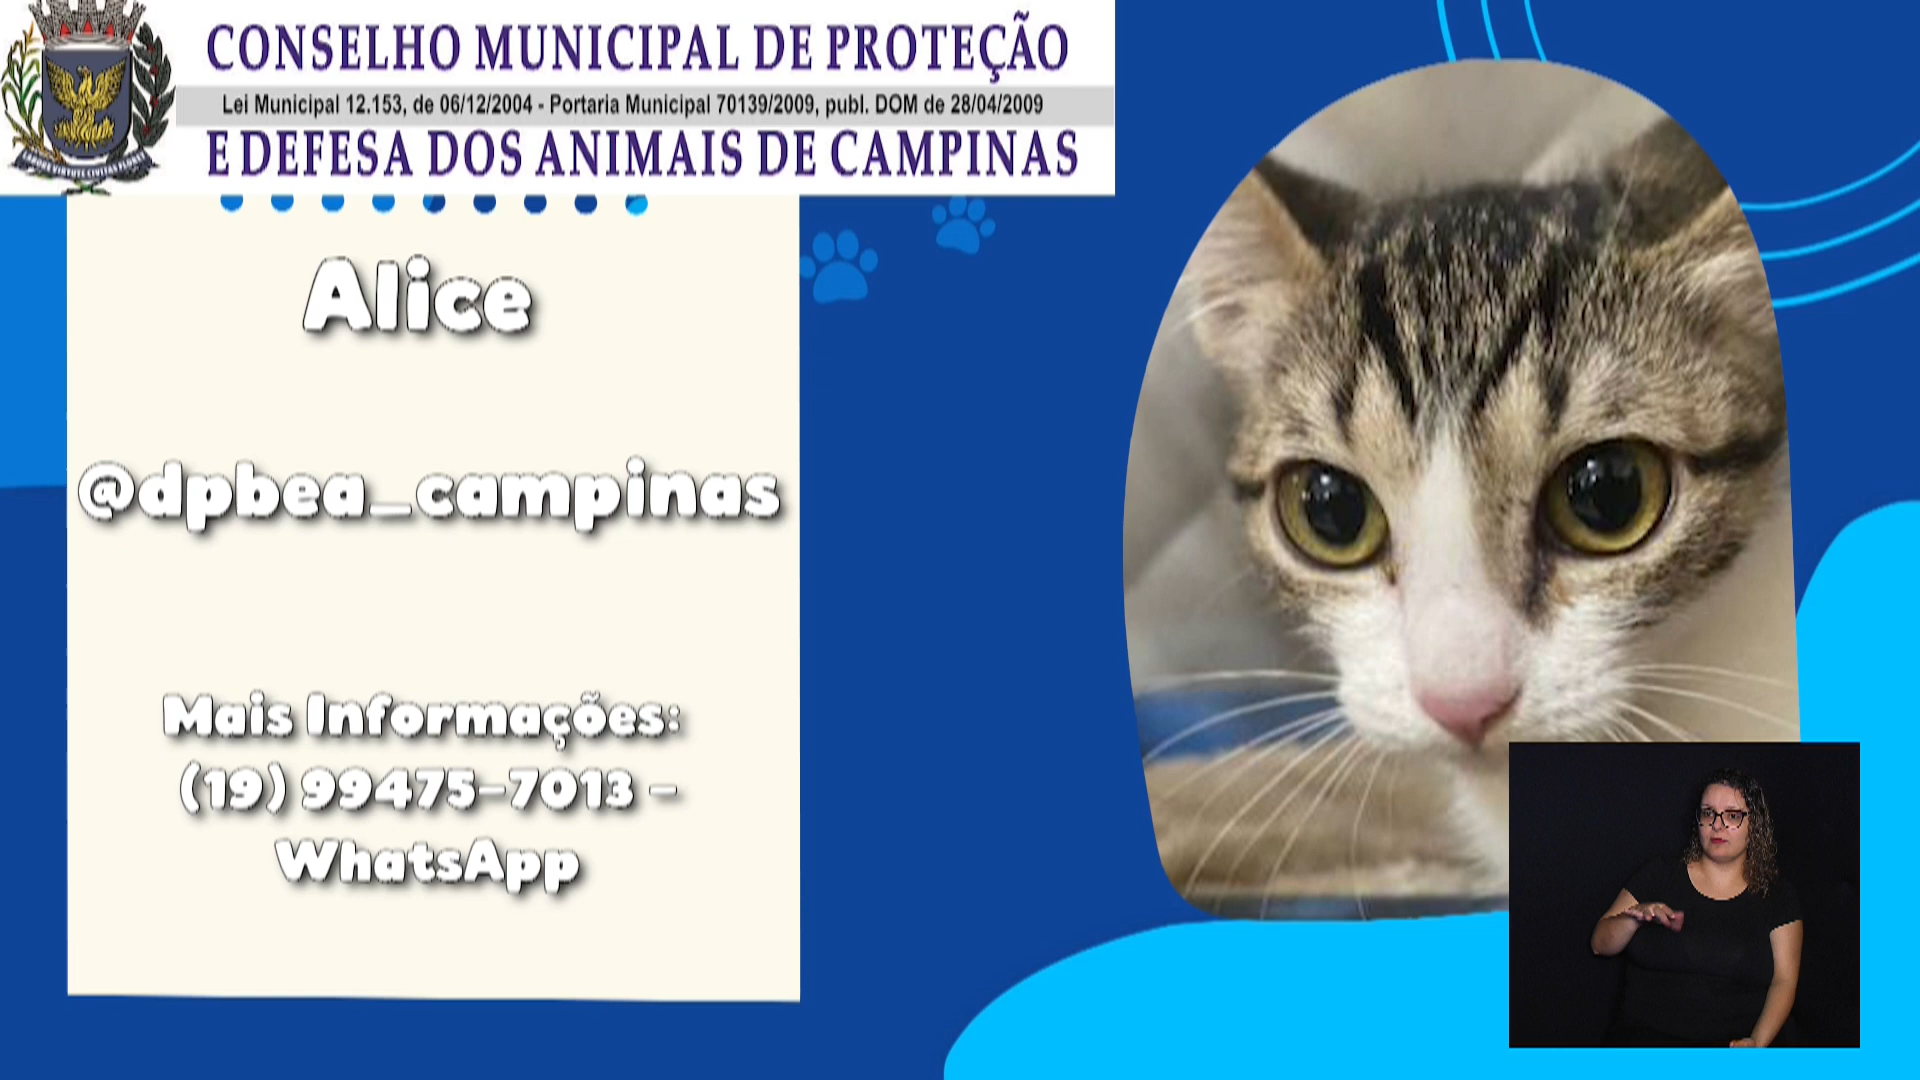 CONSELHO MUNICIPAL DE PROTEÇÃO
Lei Municipal 12.153, de 06/12/2004 - Portaria Municipal 70139/2009, publ. DOM de 28/04/2009
E DEFESA DOS ANIMAIS DE CAMPINAS
Alice
@dpbea_campinas
Mais Informações:
(19) 99475-7013 -
WhatsApp